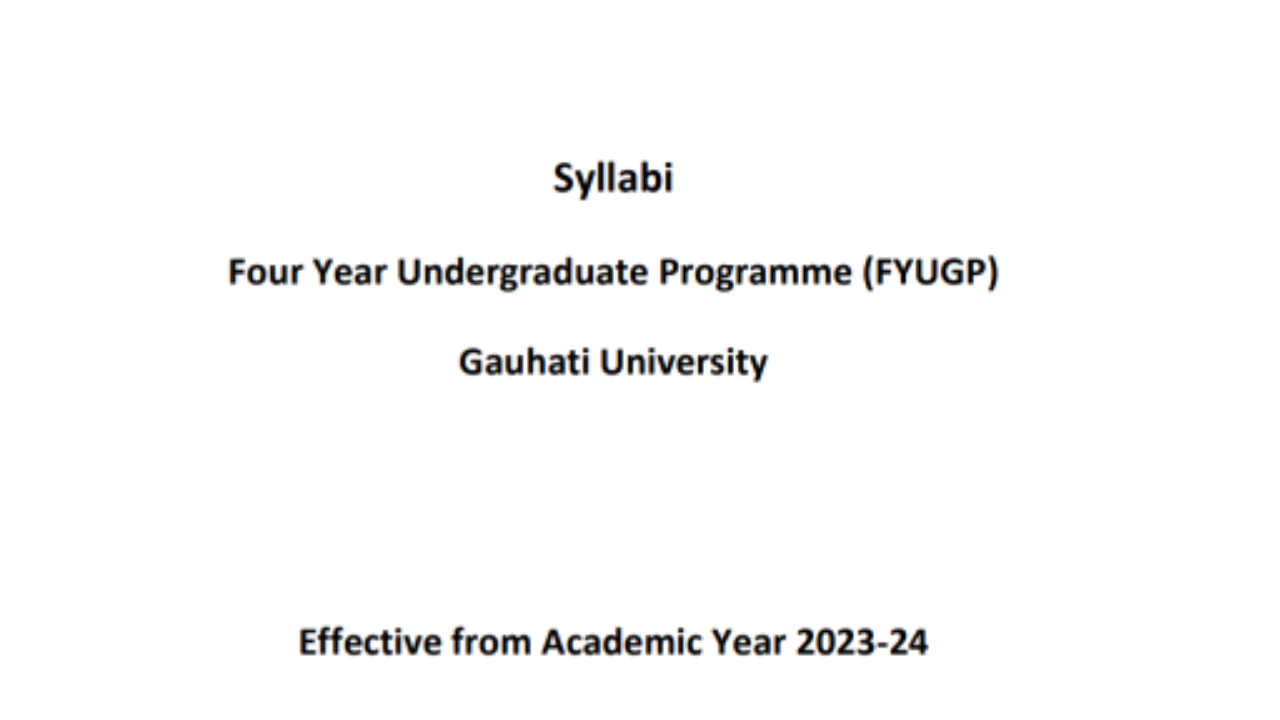 Syllabi
Four Year Undergraduate Programme (FYUGP)
Gauhati University
Effective from Academic Year 2023-24